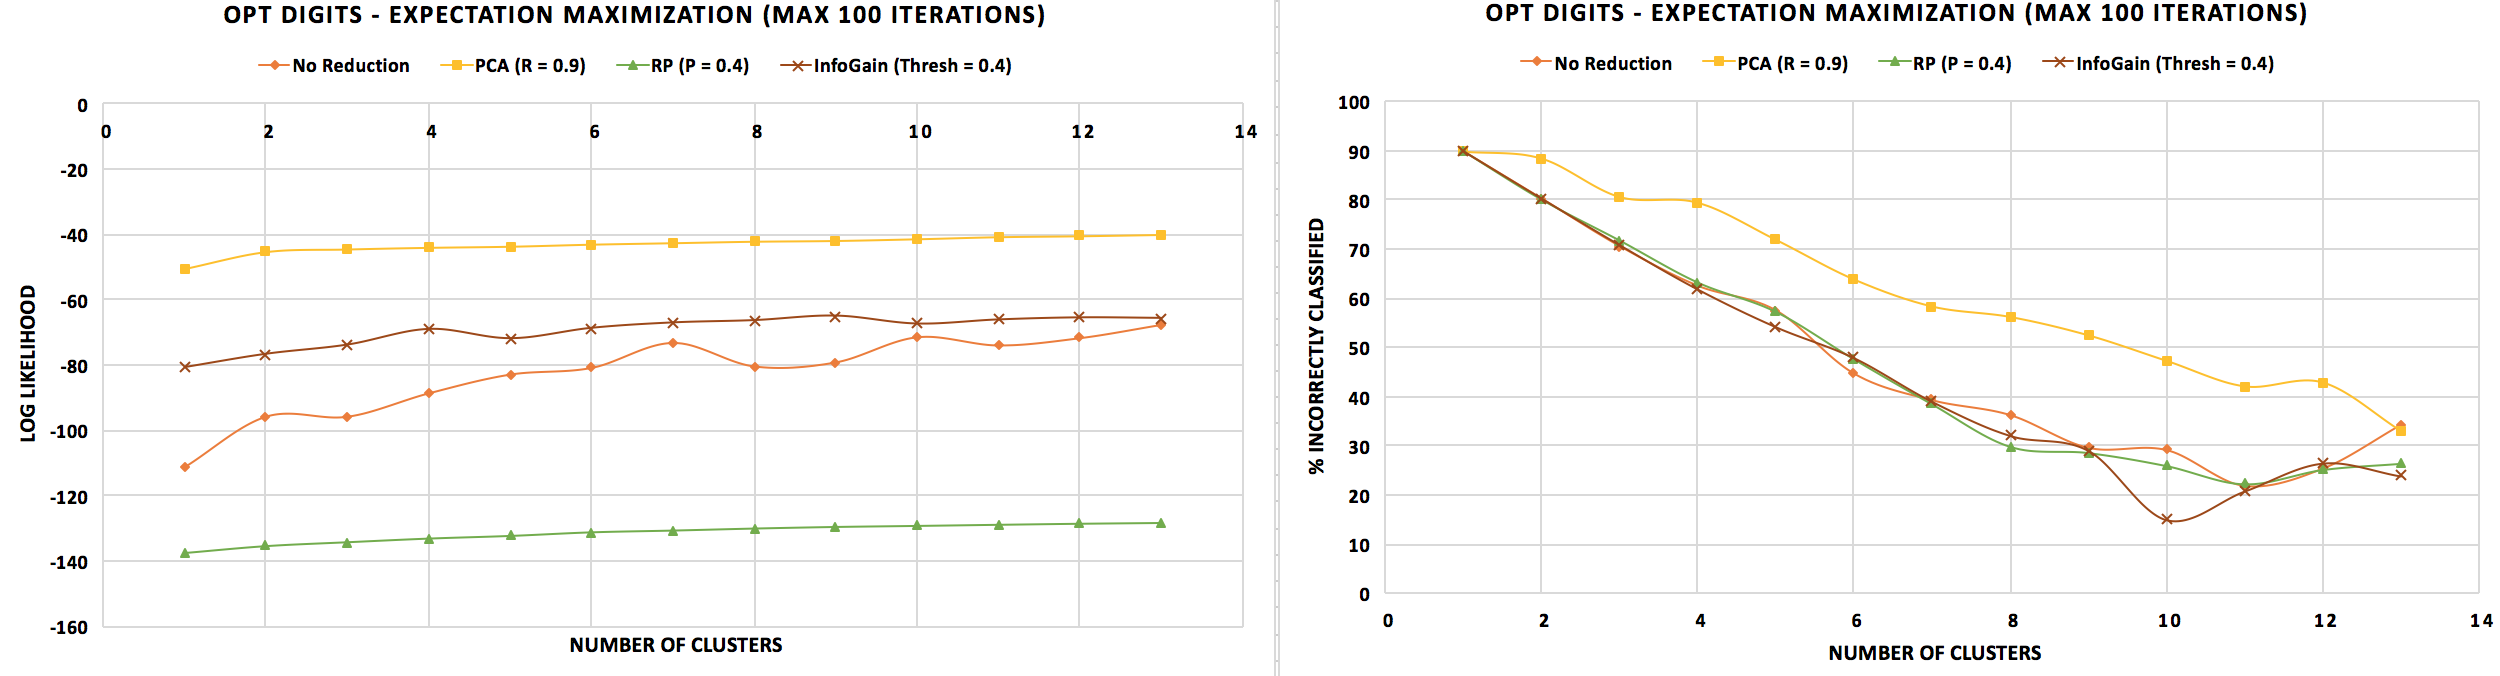 OPT DIGITS - EXPECTATION MAXIMIZATION (MAX 100 ITERATIONS)
No Reduction PCA (R = 0.9) RP (P = 0.4) InfoGain (Thresh = 0.4)
0
0 2 4 6 8 10 12 14
-20
-40
-60
-80
-100
-120
-140
-160
LOG LIKELIHOOD
NUMBER OF CLUSTERS
OPT DIGITS - EXPECTATION MAXIMIZATION (MAX 100 ITERATIONS)
No Reduction PCA (R = 0.9) RP (P = 0.4) InfoGain (Thresh = 0.4)
100
90
80
70
60
50
40
30
20
10
0
% INCORRECTLY CLASSIFIED
0 2 4 6 8 10 12 14
NUMBER OF CLUSTERS